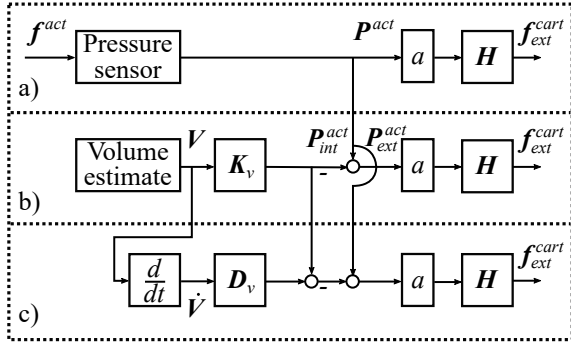 f^act
Pressure
sensor
P^act
a
H
f_ext^cart
a)
Volume
estimate
V
K_v
P_int^act
-
P_ext^act
a
H
f_ext^cart
b)
d
dt
V̇
D_v
-
a
H
f_ext^cart
c)